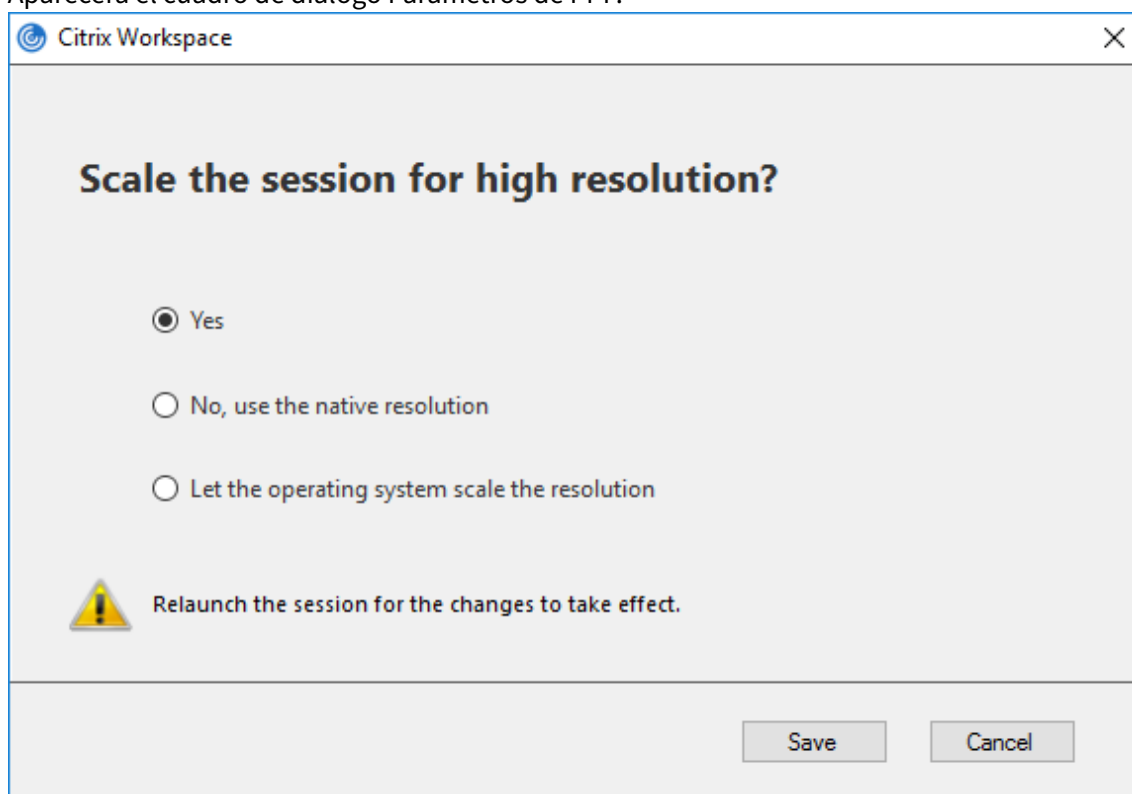 Aparecerá el cuadro de diálogo Parámetros de PPP.
Citrix Workspace
Scale the session for high resolution?
Yes
No, use the native resolution
Let the operating system scale the resolution
Relaunch the session for the changes to take effect.
Save
Cancel